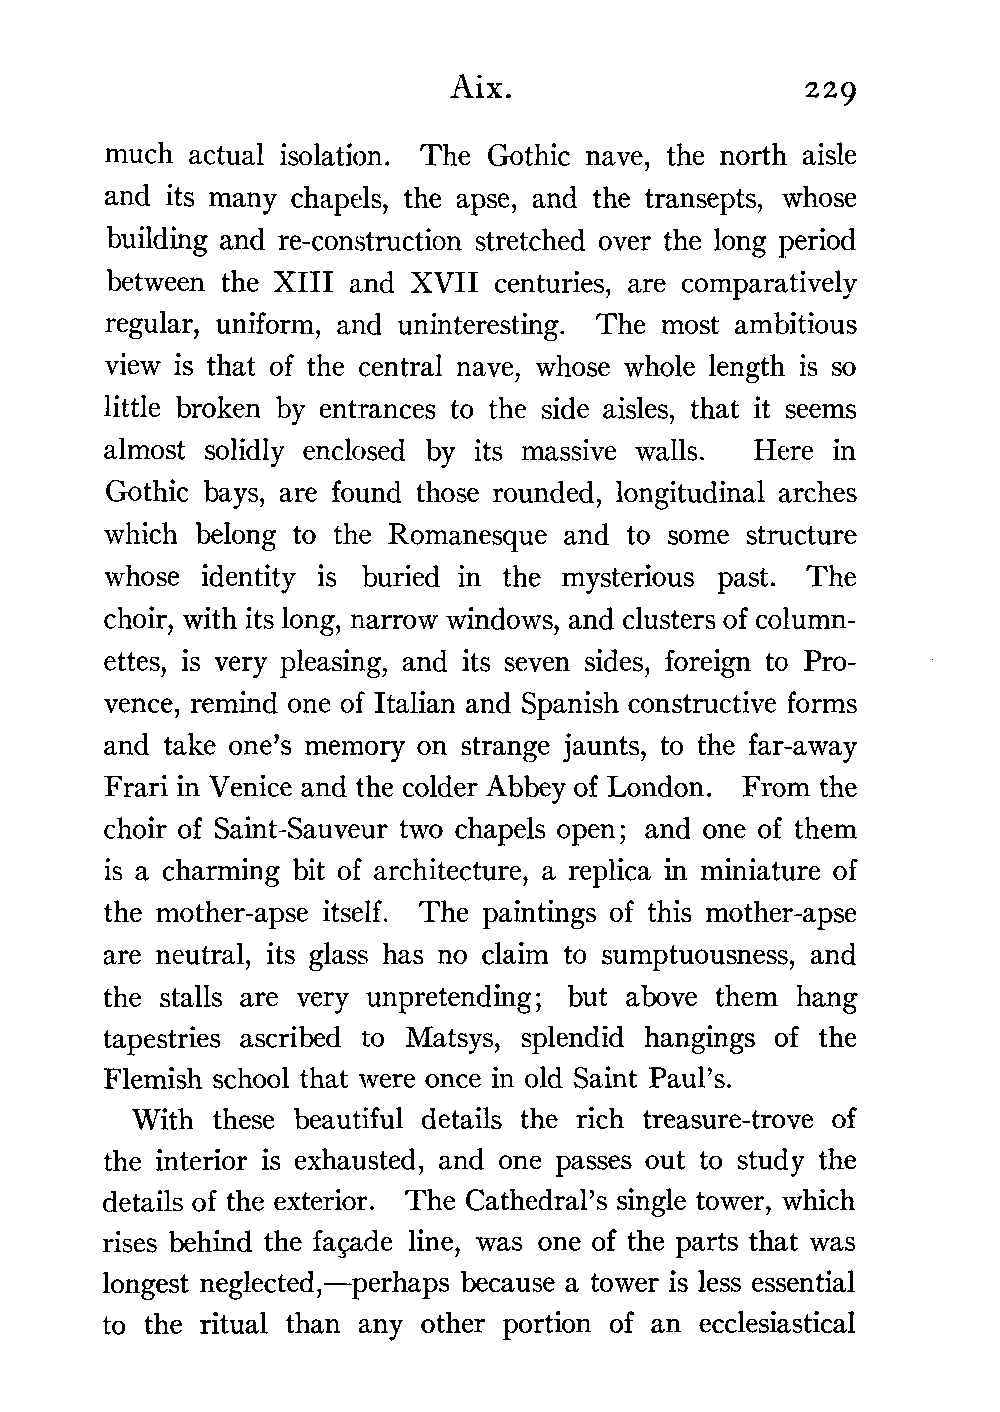 Aix. 229
much actual isolation. The Gothic nave, the north aisle
and its many chapels, the apse, and the transepts, whose
building and re-construction stretched over the long period
between the XIII and XVII centuries, are comparatively
regular, uniform, and uninteresting. The most ambitious
view is that of the central nave, whose whole length is so
little broken by entrances to the side aisles, that it seems
almost solidly enclosed by its massive walls. Here in
Gothic bays, are found those rounded, longitudinal arches
which belong to the Romanesque and to some structure
whose identity is buried in the mysterious past. The
choir, with its long, narrow windows, and clusters of column-
ettes, is very pleasing, and its seven sides, foreign to Pro-
vence, remind one of Italian and Spanish constructive forms
and take one's memory on strange jaunts, to the far-away
Frari in Venice and the colder Abbey of London. From the
choir of Saint-Sauveur two chapels open; and one of them
is a charming bit of architecture, a replica in miniature of
the mother-apse itself. The paintings of this mother-apse
are neutral, its glass has no claim to sumptuousness, and
the stalls are very unpretending; but above them hang
tapestries ascribed to Matsys, splendid hangings of the
Flemish school that were once in old Saint Paul's.
With these beautiful details the rich treasure-trove of
the interior is exhausted, and one passes out to study the
details of the exterior. The Cathedral's single tower, which
rises behind the façade line, was one of the parts that was
longest neglected,—perhaps because a tower is less essential
to the ritual than any other portion of an ecclesiastical